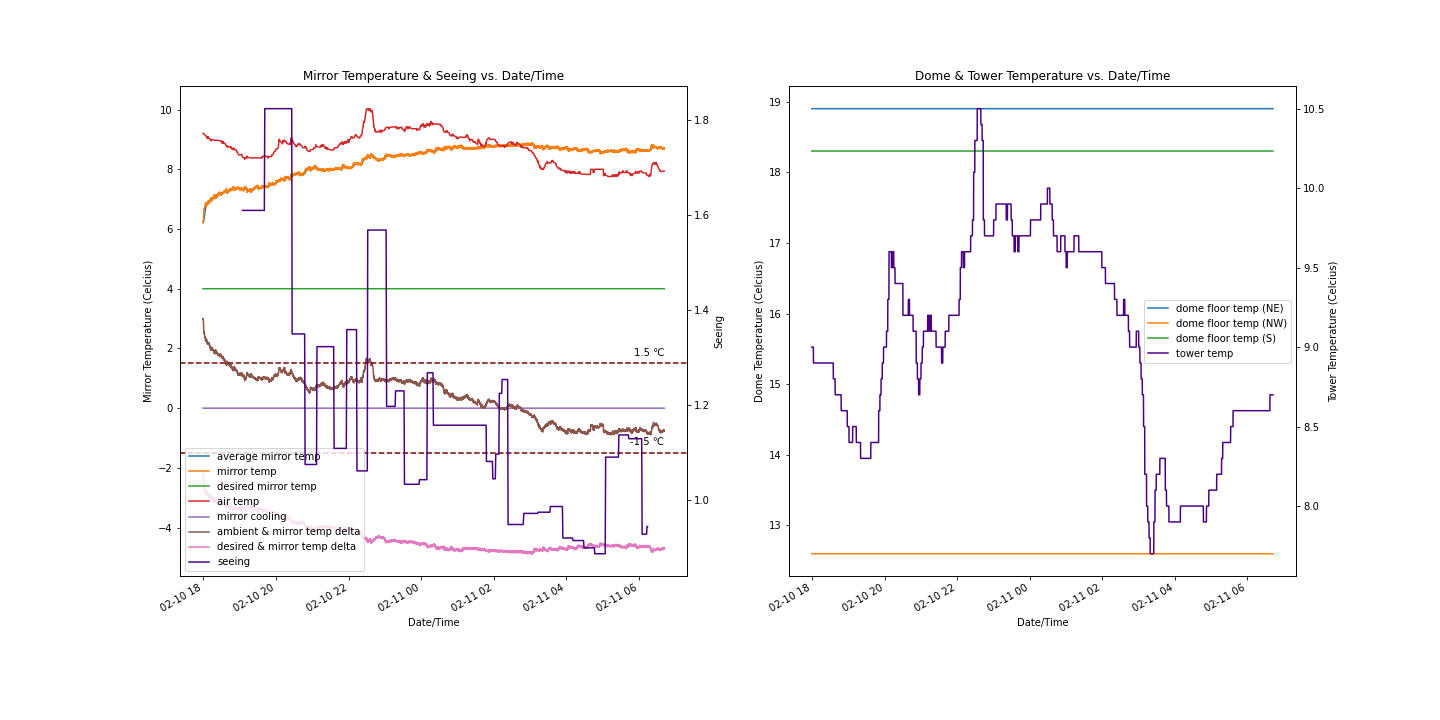 Mirror Temperature & Seeing vs. Date/Time
10
8
6
4
2
0
−2
−4
Mirror Temperature (Celcius)
1.5 °C
-1.5 °C
average mirror temp
mirror temp
desired mirror temp
air temp
mirror cooling
ambient & mirror temp delta
desired & mirror temp delta
seeing
1.8
1.6
1.4
1.2
1.0
Seeing
02-10 18
02-10 20
02-10 22
02-11 00
02-11 02
02-11 04
02-11 06
Date/Time
Dome & Tower Temperature vs. Date/Time
19
18
17
16
15
14
13
Dome Temperature (Celcius)
dome floor temp (NE)
dome floor temp (NW)
dome floor temp (S)
tower temp
10.5
10.0
9.5
9.0
8.5
8.0
Tower Temperature (Celcius)
02-10 18
02-10 20
02-10 22
02-11 00
02-11 02
02-11 04
02-11 06
Date/Time